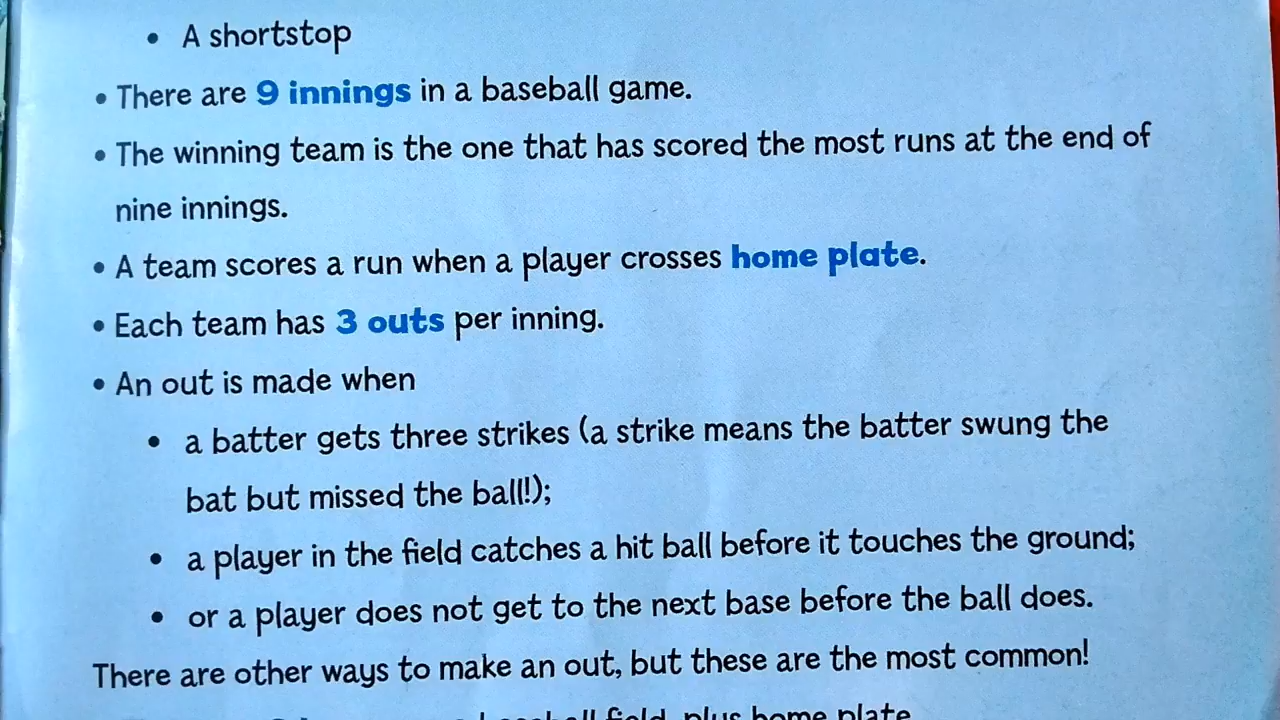 • A shortstop
• There are 9 innings in a baseball game.
• The winning team is the one that has scored the most runs at the end of
nine innings.
• A team scores a run when a player crosses home plate.
• Each team has 3 outs per inning.
• An out is made when
• a batter gets three strikes (a strike means the batter swung the
bat but missed the ball!);
• a player in the field catches a hit ball before it touches the ground;
• or a player does not get to the next base before the ball does.
There are other ways to make an out, but these are the most common!
field, plus home plate